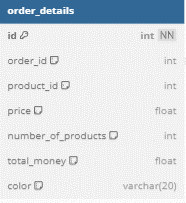 order_details
id int NN
order_id int
product_id int
price float
number_of_products int
total_money float
color varchar(20)